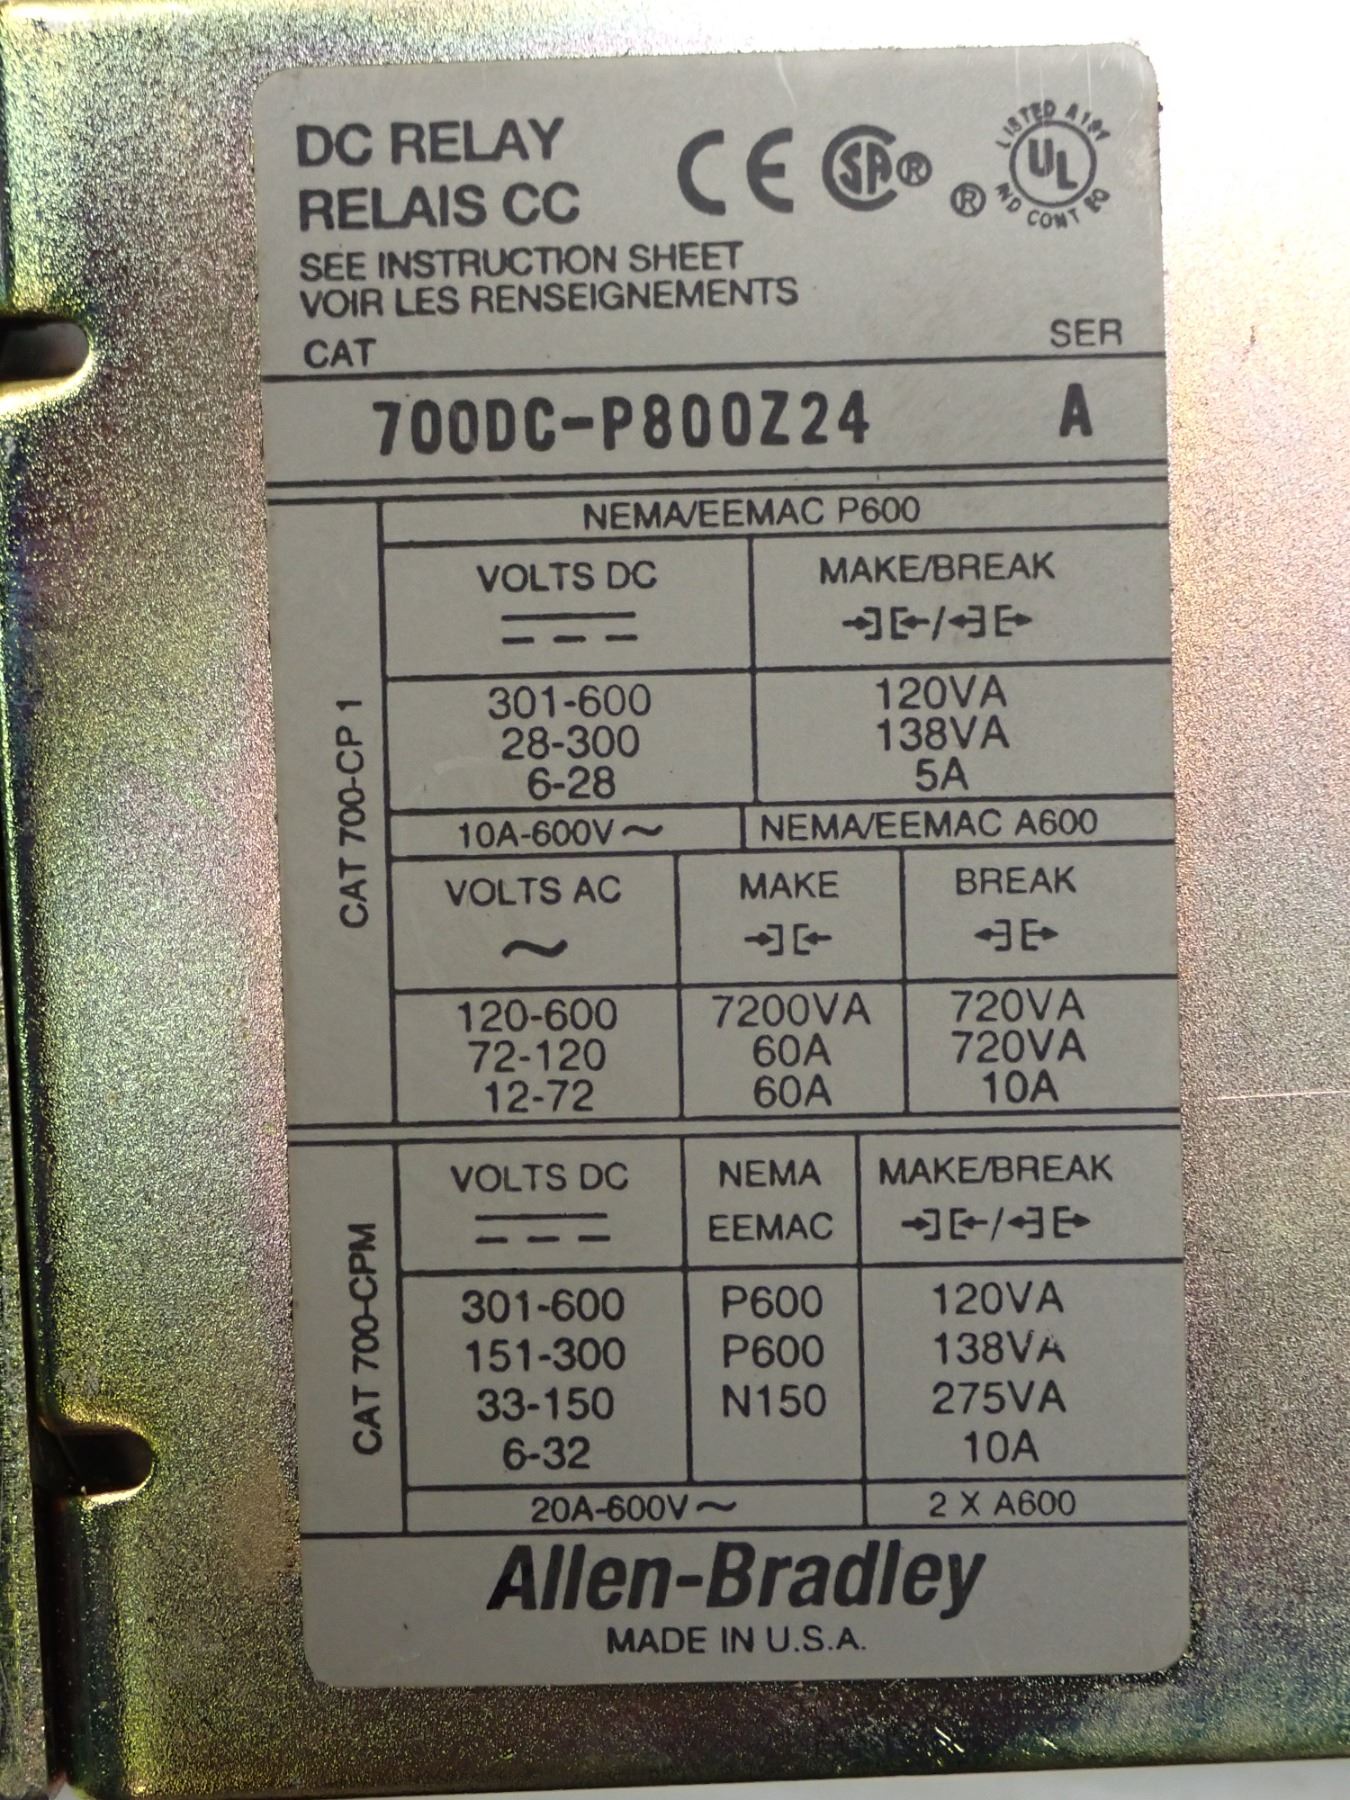 DC RELAY
RELAIS CC
CE SA® ® LISTED A197 UL IND CONT EQ
SEE INSTRUCTION SHEET
VOIR LES RENSEIGNEMENTS
CAT SER
700DC-P800Z24 A
CAT 700-CP 1
NEMA/EEMAC P600
VOLTS DC MAKE/BREAK
301-600 120VA
28-300 138VA
6-28 5A
10A-600V~ NEMA/EEMAC A600
VOLTS AC MAKE BREAK
~
120-600 7200VA 720VA
72-120 60A 720VA
12-72 60A 10A
CAT 700-CPM
VOLTS DC NEMA MAKE/BREAK
EEMAC
301-600 P600 120VA
151-300 P600 138VA
33-150 N150 275VA
6-32 10A
20A-600V~ 2 X A600
Allen-Bradley
MADE IN U.S.A.